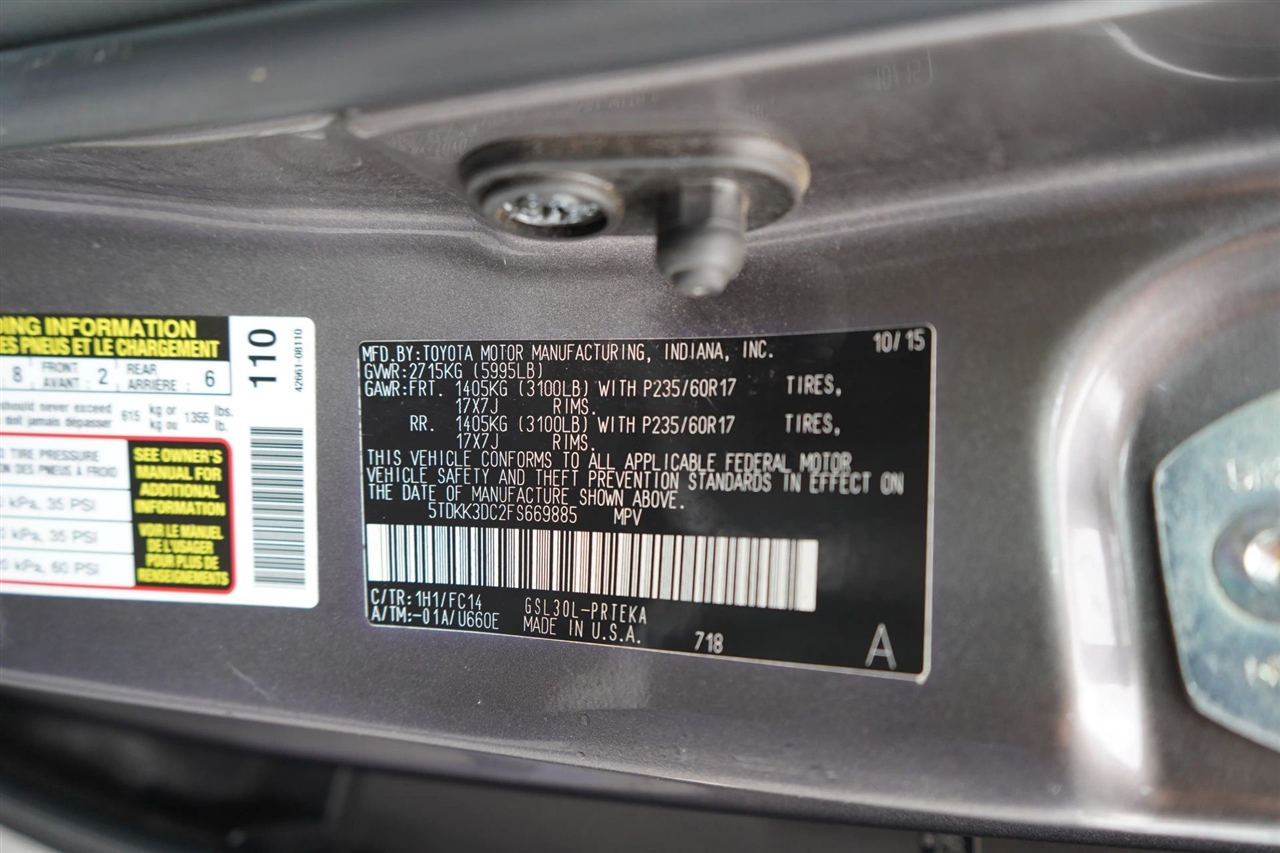 DING INFORMATION
ES PNEUS ET LE CHARGEMENT
8 FRONT AVANT : 2 REAR ARRIÈRE : 6
should never exceed 615 kg or 1355 lbs.
doit jamais dépasser kg ou lb.
TIRE PRESSURE
DES PNEUS À FROID
kPa, 35 PSI
kPa, 35 PSI
kPa, 60 PSI
SEE OWNER'S
MANUAL FOR
ADDITIONAL
INFORMATION
VOIR LE MANUEL
DE L'USAGER
POUR PLUS DE
RENSEIGNEMENTS
110
42661-08110
MFD.BY:TOYOTA MOTOR MANUFACTURING, INDIANA, INC. 10/15
GVWR:2715KG (5995LB)
GAWR:FRT. 1405KG (3100LB) WITH P235/60R17 TIRES,
17X7J RIMS.
RR. 1405KG (3100LB) WITH P235/60R17 TIRES,
17X7J RIMS.
THIS VEHICLE CONFORMS TO ALL APPLICABLE FEDERAL MOTOR
VEHICLE SAFETY AND THEFT PREVENTION STANDARDS IN EFFECT ON
THE DATE OF MANUFACTURE SHOWN ABOVE.
5TDKK3DC2FS669885 MPV
C/TR:1H1/FC14 GSL30L-PRTEKA
A/TM:-01A/U660E MADE IN U.S.A. 718
A